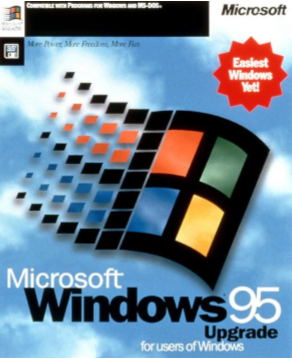 COMPATIBLE WITH PROGRAMS FOR WINDOWS AND MS-DOS.
Microsoft
More Power, More Freedom, More Fun
Easiest
Windows
Yet!
Microsoft
Windows 95
Upgrade
for users of Windows